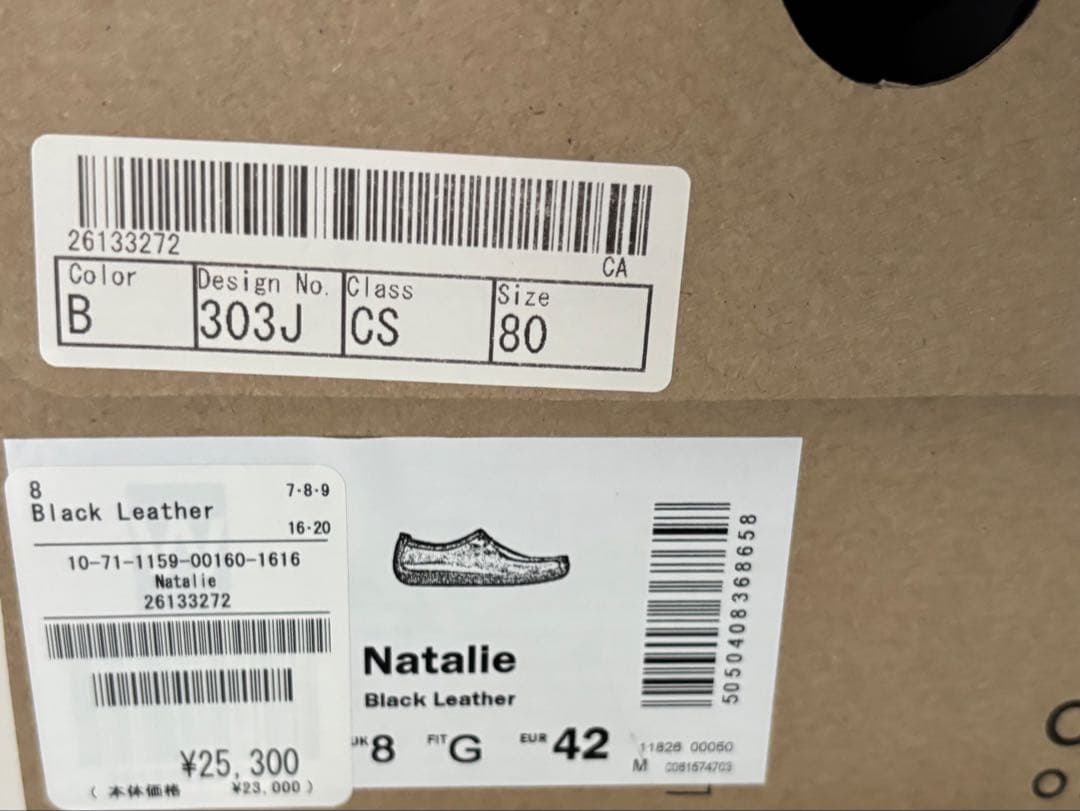 26133272
CA
Color Design No. Class Size
B 303J CS 80
8 7·8·9
Black Leather
16·20
10-71-1159-00160-1616
Natalie
26133272
¥25,300
(本体価格 ¥23,000)
5050408368658
Natalie
Black Leather
UK 8 FIT G EUR 42
11826 00060
M